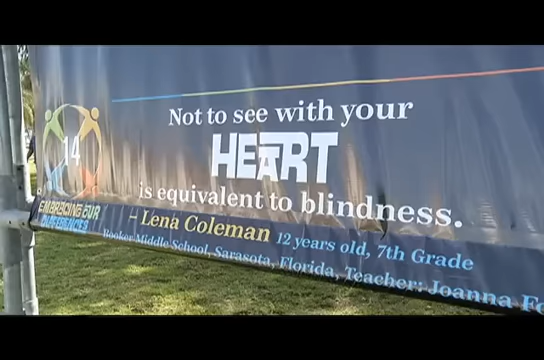 Not to see with your
HEART
is equivalent to blindness.
14
EMBRACING OUR
DIFFERENCES
– Lena Coleman 12 years old, 7th Grade
Booker Middle School, Sarasota, Florida, Teacher: Joanna